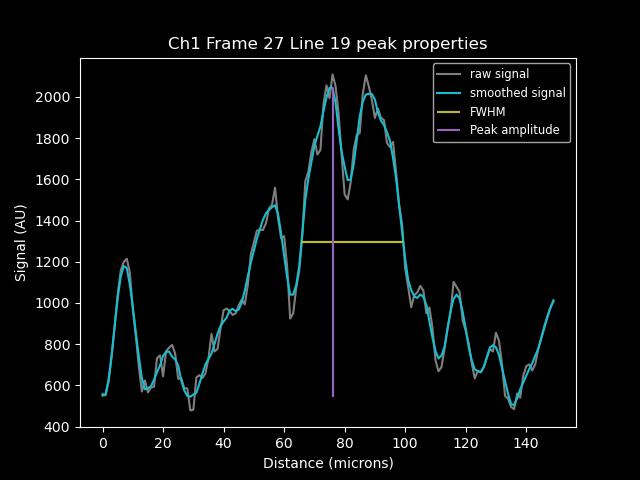 Ch1 Frame 27 Line 19 peak properties
raw signal
smoothed signal
FWHM
Peak amplitude
Signal (AU)
2000
1800
1600
1400
1200
1000
800
600
400
0 20 40 60 80 100 120 140
Distance (microns)